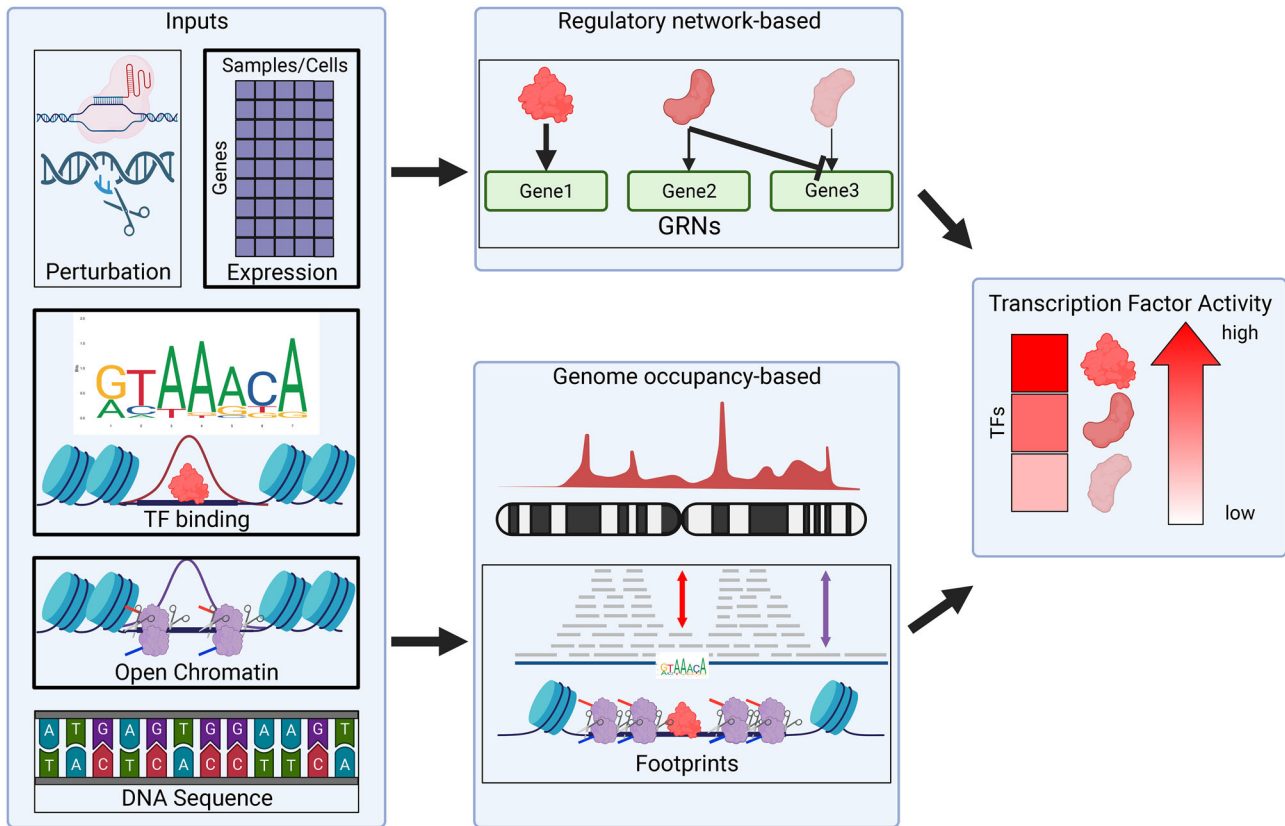 Inputs
Samples/Cells
Genes
Perturbation
Expression
GTAAACA
TF binding
Open Chromatin
A T G A G T G G A A G T
T A C T C A C C T T C A
DNA Sequence
Regulatory network-based
Gene1
Gene2
Gene3
GRNs
Genome occupancy-based
GTAAACA
Footprints
Transcription Factor Activity
high
TFs
low